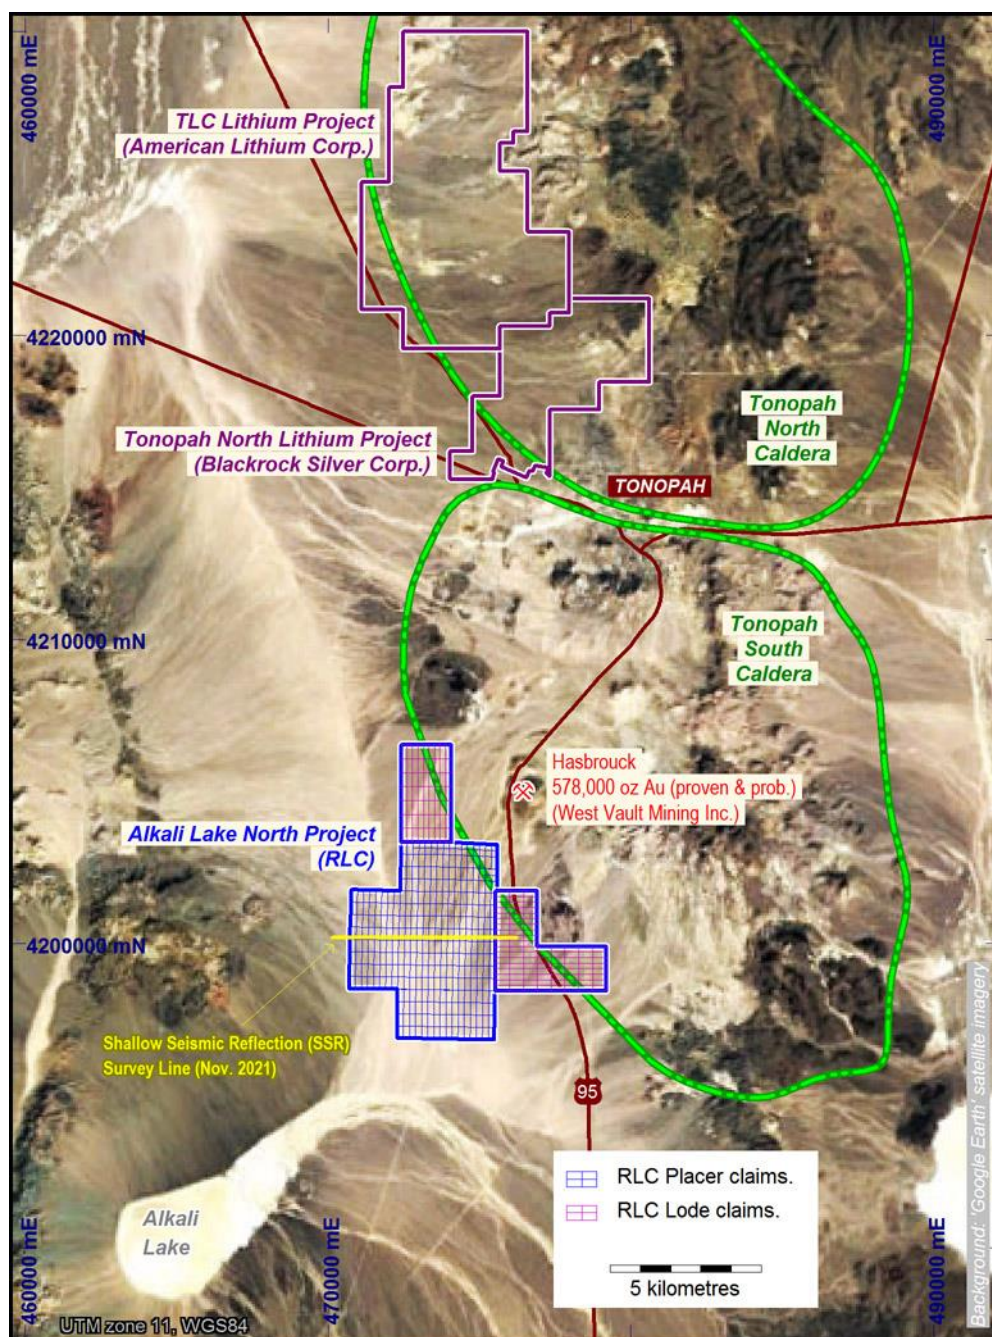 460000 mE
490000 mE
TLC Lithium Project
(American Lithium Corp.)
4220000 mN
Tonopah North Lithium Project
(Blackrock Silver Corp.)
Tonopah
North
Caldera
TONOPAH
4210000 mN
Tonopah
South
Caldera
Hasbrouck
578,000 oz Au (proven & prob.)
(West Vault Mining Inc.)
Alkali Lake North Project
(RLC)
4200000 mN
Shallow Seismic Reflection (SSR)
Survey Line (Nov. 2021)
95
RLC Placer claims.
RLC Lode claims.
5 kilometres
Alkali
Lake
460000 mE
470000 mE
490000 mE
UTM zone 11, WGS84
Background: 'Google Earth' satellite imagery